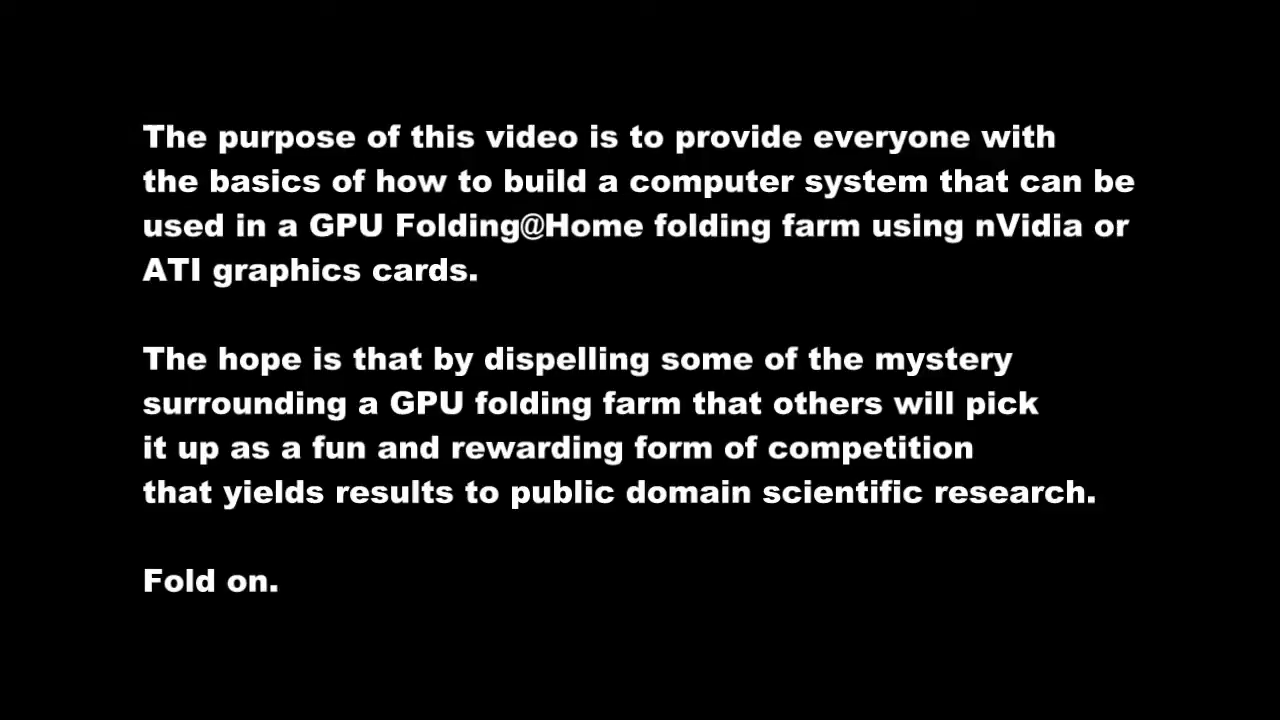 The purpose of this video is to provide everyone with
the basics of how to build a computer system that can be
used in a GPU Folding@Home folding farm using nVidia or
ATI graphics cards.
The hope is that by dispelling some of the mystery
surrounding a GPU folding farm that others will pick
it up as a fun and rewarding form of competition
that yields results to public domain scientific research.
Fold on.